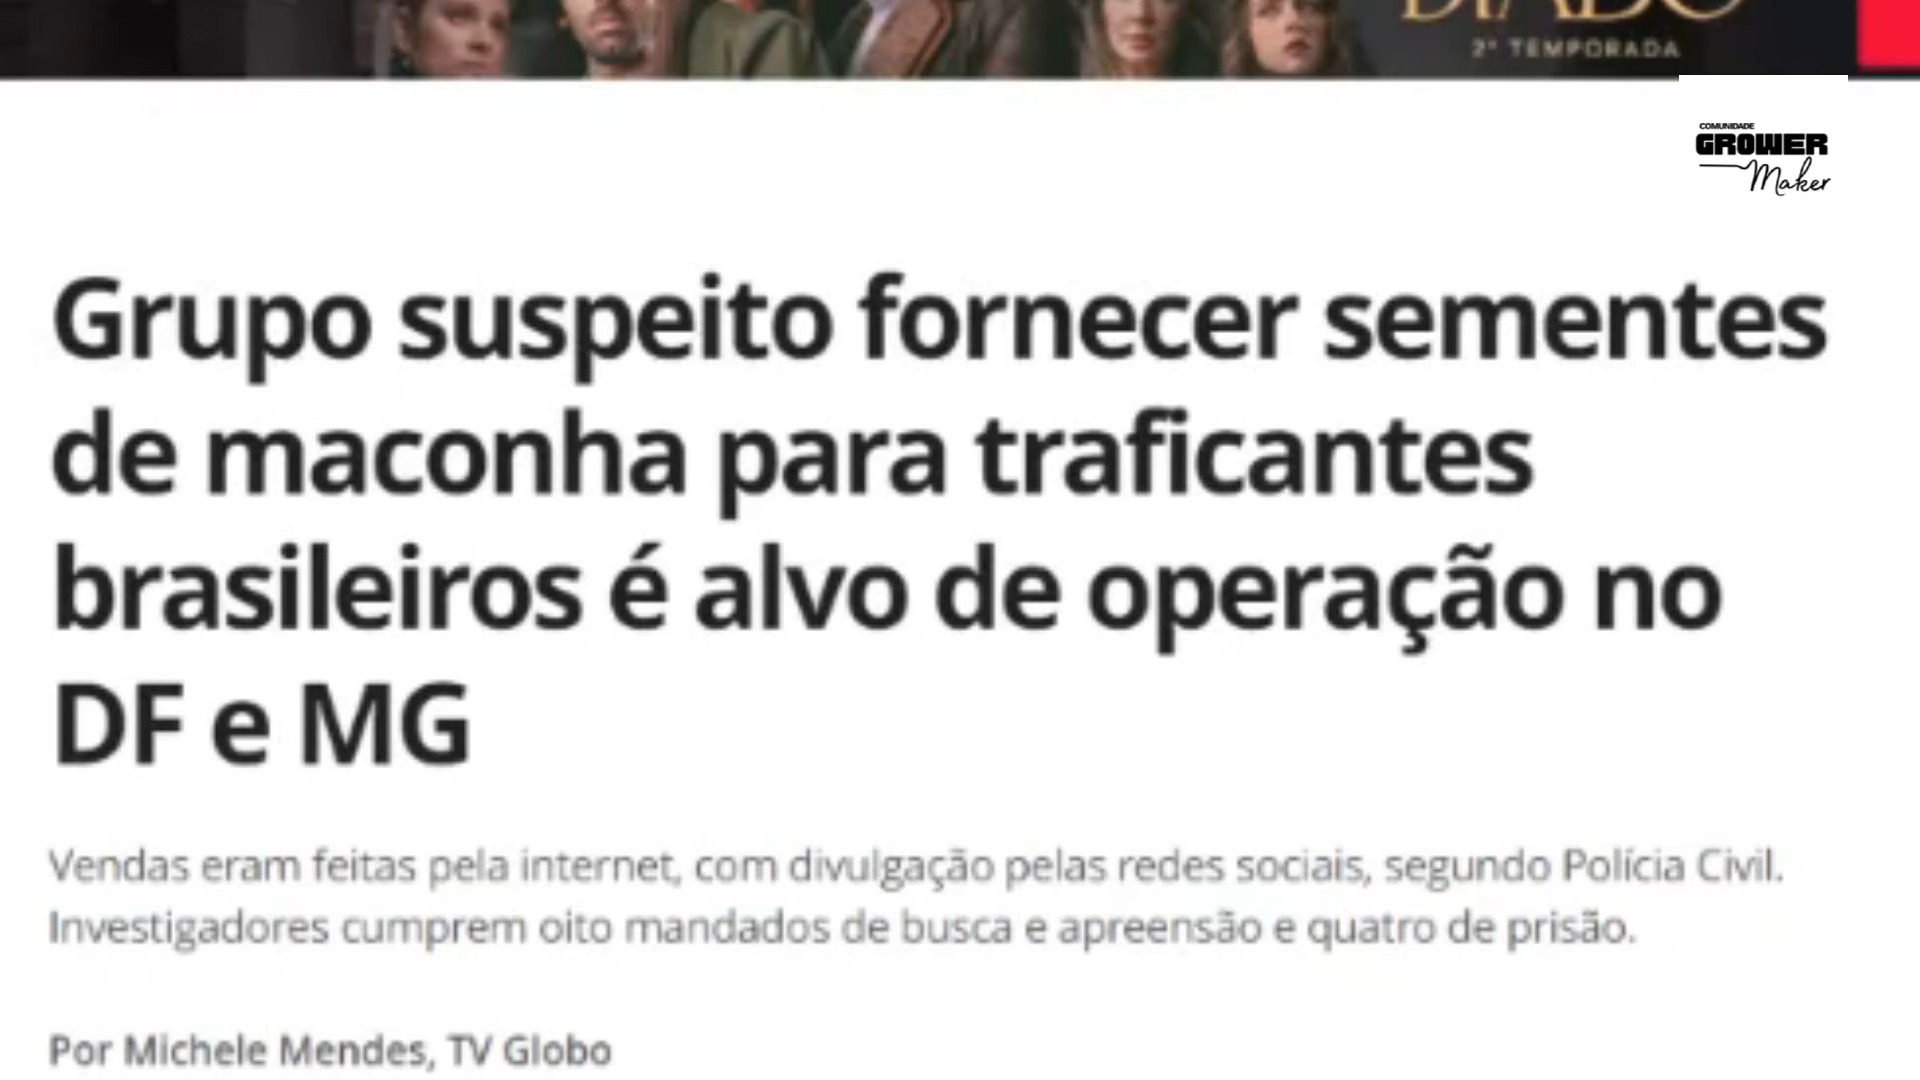 DIABO
2ª TEMPORADA
COMUNIDADE
GROWER
Maker
Grupo suspeito fornecer sementes
de maconha para traficantes
brasileiros é alvo de operação no
DF e MG
Vendas eram feitas pela internet, com divulgação pelas redes sociais, segundo Polícia Civil.
Investigadores cumprem oito mandados de busca e apreensão e quatro de prisão.
Por Michele Mendes, TV Globo